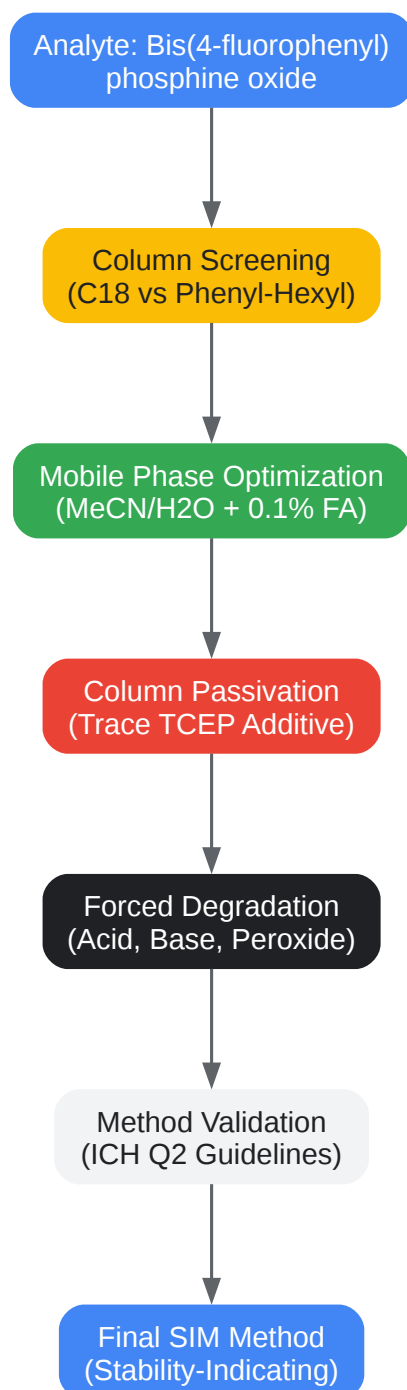 Analyte: Bis(4-fluorophenyl)
phosphine oxide
Column Screening
(C18 vs Phenyl-Hexyl)
Mobile Phase Optimization
(MeCN/H2O + 0.1% FA)
Column Passivation
(Trace TCEP Additive)
Forced Degradation
(Acid, Base, Peroxide)
Method Validation
(ICH Q2 Guidelines)
Final SIM Method
(Stability-Indicating)